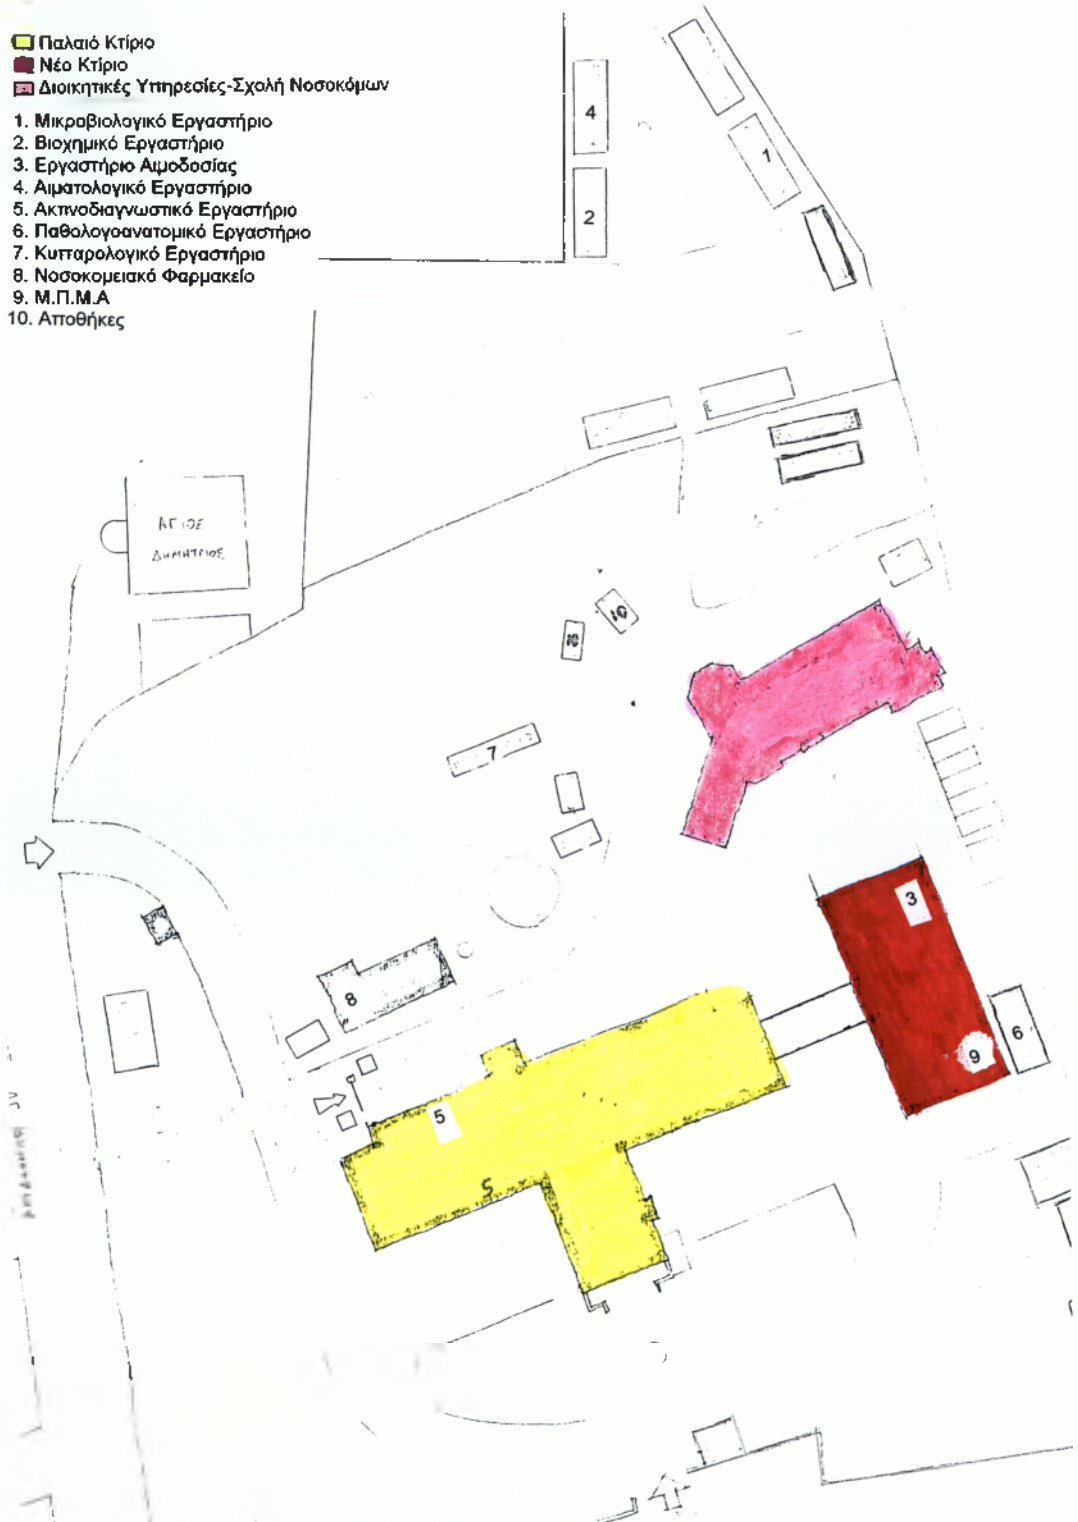 Παλαιό Κτίριο
Νέο Κτίριο
Διοικητικές Υπηρεσίες-Σχολή Νοσοκόμων
1. Μικροβιολογικό Εργαστήριο
2. Βιοχημικό Εργαστήριο
3. Εργαστήριο Αιμοδοσίας
4. Αιματολογικό Εργαστήριο
5. Ακτινοδιαγνωστικό Εργαστήριο
6. Παθολογοανατομικό Εργαστήριο
7. Κυτταρολογικό Εργαστήριο
8. Νοσοκομειακό Φαρμακείο
9. Μ.Π.Μ.Α
10. Αποθήκες
4
1
2
ΑΓΙΟΣ
ΔΗΜΗΤΡΙΟΣ
10
10
7
3
8
6
9
5
5